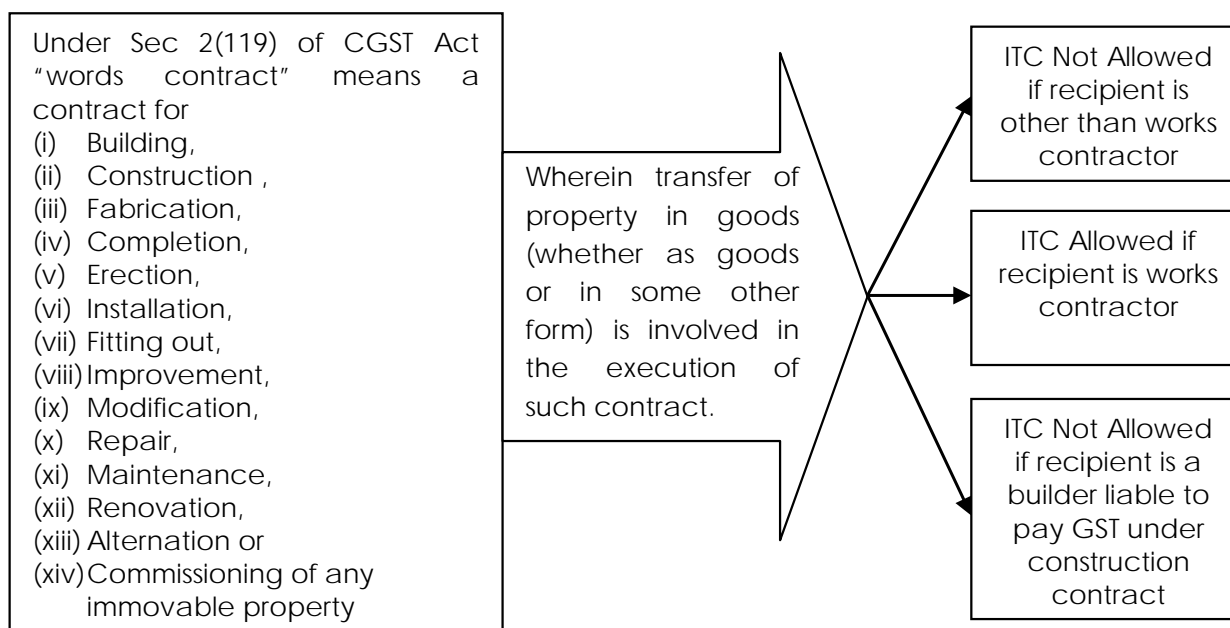 Under Sec 2(119) of CGST Act
“words contract” means a
contract for
(i) Building,
(ii) Construction ,
(iii) Fabrication,
(iv) Completion,
(v) Erection,
(vi) Installation,
(vii) Fitting out,
(viii) Improvement,
(ix) Modification,
(x) Repair,
(xi) Maintenance,
(xii) Renovation,
(xiii) Alternation or
(xiv) Commissioning of any
immovable property
Wherein transfer of
property in goods
(whether as goods
or in some other
form) is involved in
the execution of
such contract.
ITC Not Allowed
if recipient is
other than works
contractor
ITC Allowed if
recipient is works
contractor
ITC Not Allowed
if recipient is a
builder liable to
pay GST under
construction
contract